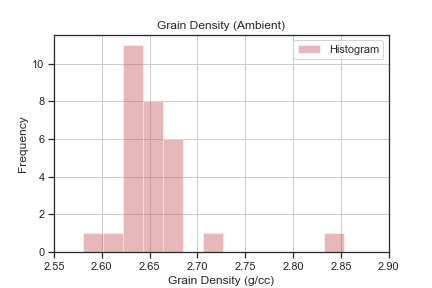 Grain Density (Ambient)
Histogram
Frequency
10
8
6
4
2
0
2.55 2.60 2.65 2.70 2.75 2.80 2.85 2.90
Grain Density (g/cc)